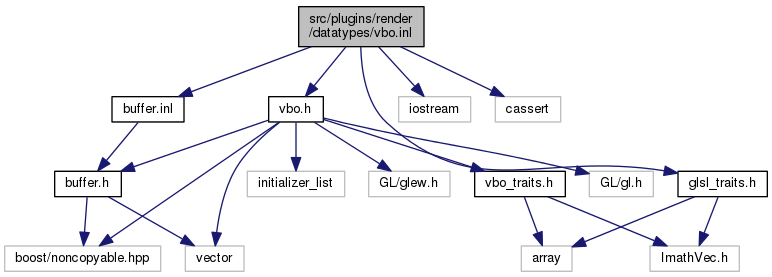 src/plugins/render
/datatypes/vbo.inl
buffer.inl
vbo.h
iostream
cassert
buffer.h
initializer_list
GL/glew.h
vbo_traits.h
GL/gl.h
glsl_traits.h
boost/noncopyable.hpp
vector
array
ImathVec.h